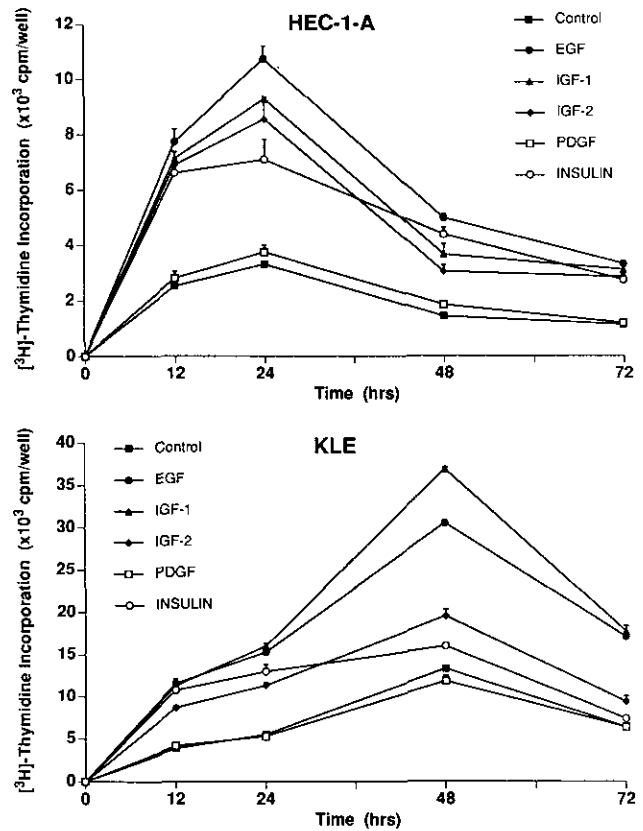 HEC-1-A
Control
EGF
IGF-1
IGF-2
PDGF
INSULIN
[³H]-Thymidine Incorporation (x10³ cpm/well)
12
10
8
6
4
2
0
0 12 24 48 72
Time (hrs)
KLE
Control
EGF
IGF-1
IGF-2
PDGF
INSULIN
[³H]-Thymidine Incorporation (x10³ cpm/well)
40
35
30
25
20
15
10
5
0
0 12 24 48 72
Time (hrs)